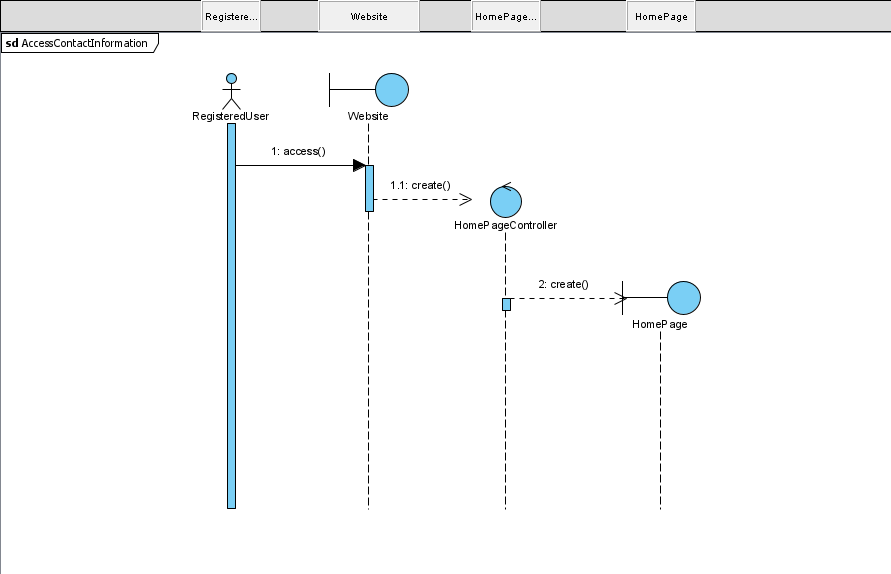 Registere...
Website
HomePage...
HomePage
sd AccessContactInformation
RegisteredUser
Website
1: access()
1.1: create()
HomePageController
2: create()
HomePage